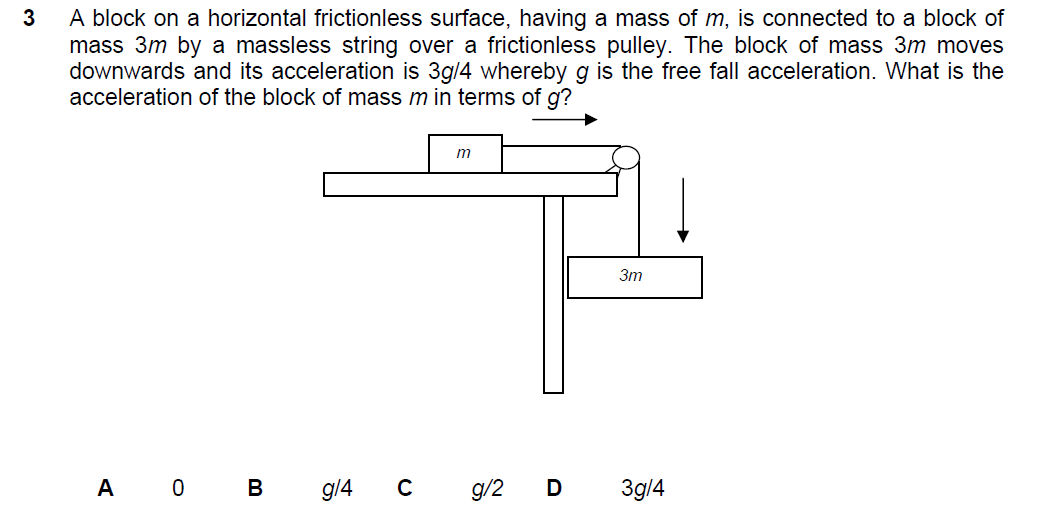 3 A block on a horizontal frictionless surface, having a mass of m, is connected to a block of
mass 3m by a massless string over a frictionless pulley. The block of mass 3m moves
downwards and its acceleration is 3g/4 whereby g is the free fall acceleration. What is the
acceleration of the block of mass m in terms of g?
m
3m
A 0 B g/4 C g/2 D 3g/4